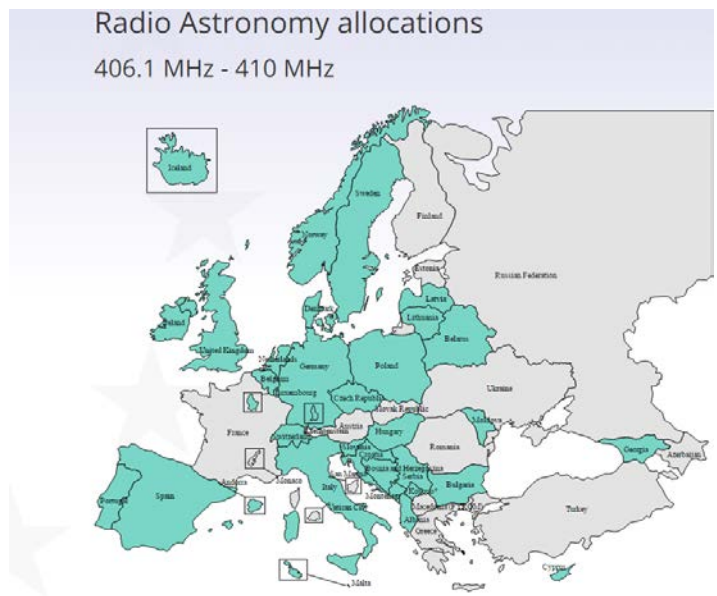 Radio Astronomy allocations
406.1 MHz - 410 MHz
Iceland
Sweden
Finland
Norway
Estonia
Russian Federation
Latvia
Denmark
Lithuania
Ireland
Belarus
United Kingdom
Netherlands
Germany
Poland
Belgium
Ukraine
Luxembourg
Czech Republic
Slovak Republic
Moldova
France
Austria
Liechtenstein
Hungary
Switzerland
Romania
Slovenia
Croatia
Georgia
Azerbaijan
Bosnia and Herzegovina
San Marino
Serbia
Andorra
Monaco
Italy
Bulgaria
Portugal
Spain
Montenegro
Vatican City
Albania
Turkey
Greece
Cyprus
Malta